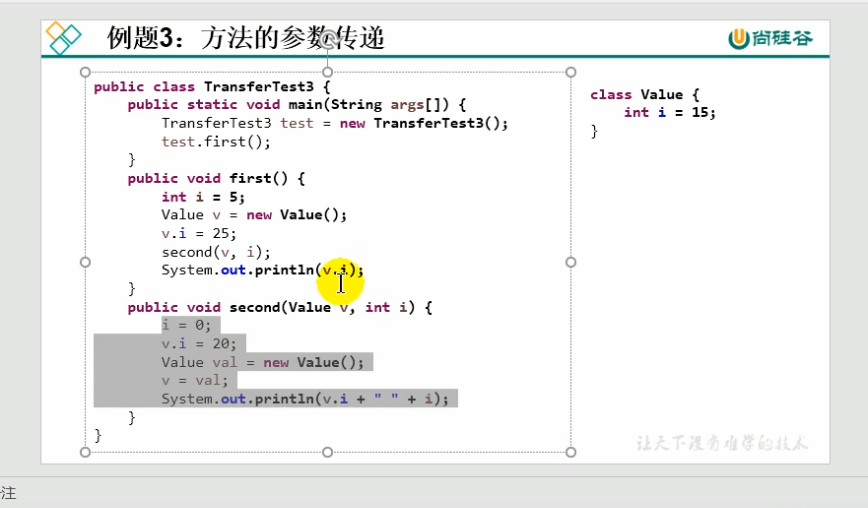 例题3：方法的参数传递
尚硅谷
public class TransferTest3 {
public static void main(String args[]) {
TransferTest3 test = new TransferTest3();
test.first();
}
public void first() {
int i = 5;
Value v = new Value();
v.i = 25;
second(v, i);
System.out.println(v.i);
}
public void second(Value v, int i) {
i = 0;
v.i = 20;
Value val = new Value();
v = val;
System.out.println(v.i + " " + i);
}
}
class Value {
int i = 15;
}
让天下没有难学的技术
注